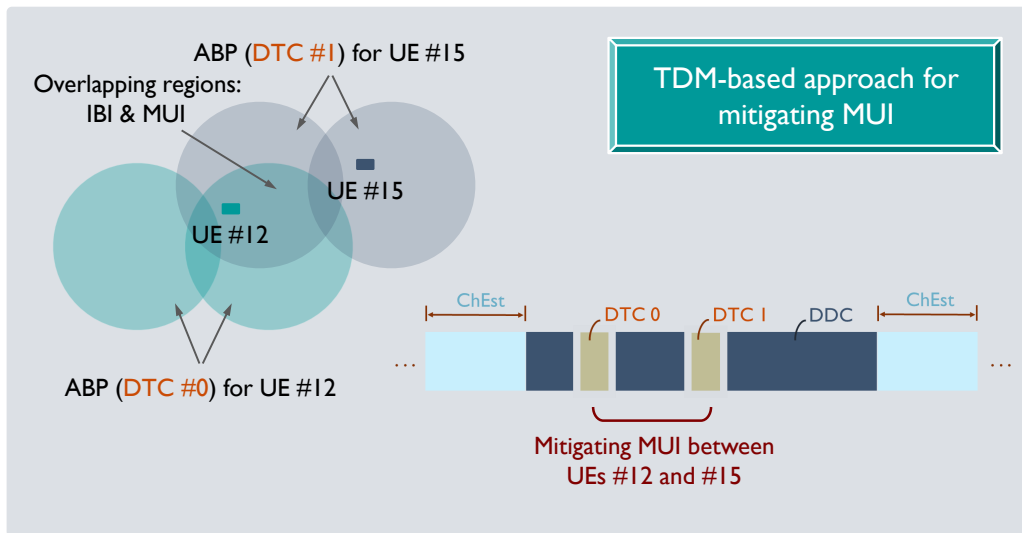 ABP (DTC #1) for UE #15
Overlapping regions:
IBI & MUI
TDM-based approach for
mitigating MUI
UE #15
UE #12
ABP (DTC #0) for UE #12
ChEst
DTC 0
DTC 1
DDC
ChEst
...
...
Mitigating MUI between
UEs #12 and #15